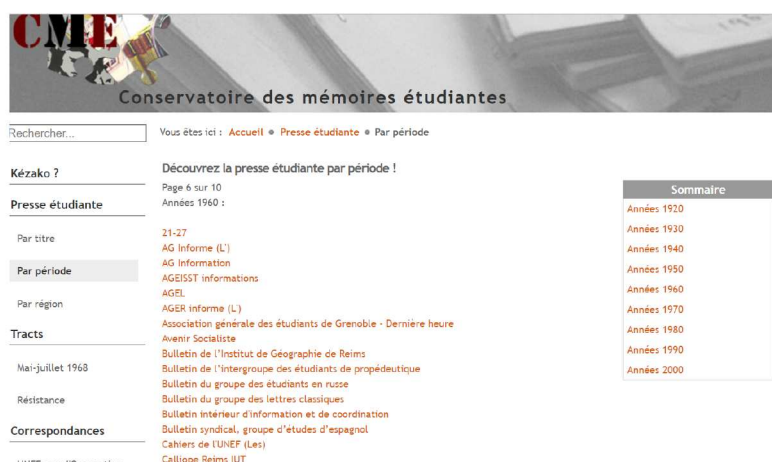 CME
Conservatoire des mémoires étudiantes
Rechercher...
Vous êtes ici : Accueil • Presse étudiante • Par période
Kézako ?
Presse étudiante
Par titre
Par période
Par région
Tracts
Mai-juillet 1968
Résistance
Correspondances
Découvrez la presse étudiante par période !
Page 6 sur 10
Années 1960 :
21-27
AG Informe (L')
AG Information
AGEISST informations
AGEL
AGER informe (L')
Association générale des étudiants de Grenoble - Dernière heure
Avenir Socialiste
Bulletin de l'Institut de Géographie de Reims
Bulletin de l'intergroupe des étudiants de propédeutique
Bulletin du groupe des étudiants en russe
Bulletin du groupe des lettres classiques
Bulletin intérieur d'information et de coordination
Bulletin syndical, groupe d'études d'espagnol
Cahiers de l'UNEF (Les)
Calliope Reims IUT
Sommaire
Années 1920
Années 1930
Années 1940
Années 1950
Années 1960
Années 1970
Années 1980
Années 1990
Années 2000